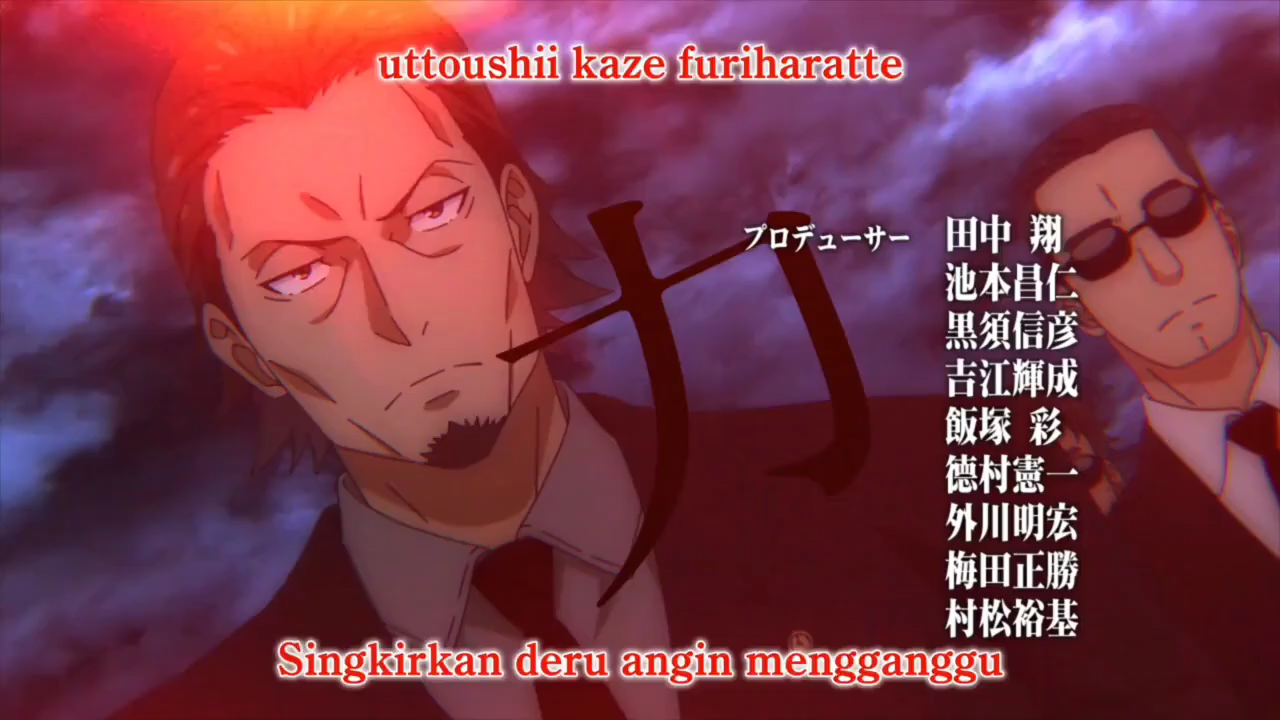 uttoushii kaze furiharatte
力
プロデューサー
田中 翔
池本昌仁
黒須信彦
吉江輝成
飯塚 彩
德村憲一
外川明宏
梅田正勝
村松裕基
Singkirkan deru angin mengganggu